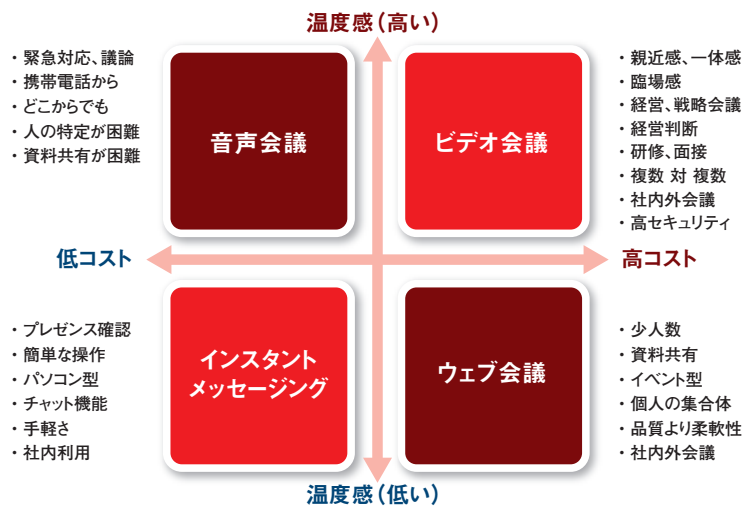 温度感（高い）
・緊急対応、議論
・携帯電話から
・どこからでも
・人の特定が困難
・資料共有が困難
音声会議
ビデオ会議
・親近感、一体感
・臨場感
・経営、戦略会議
・経営判断
・研修、面接
・複数 対 複数
・社内外会議
・高セキュリティ
低コスト
高コスト
・プレゼンス確認
・簡単な操作
・パソコン型
・チャット機能
・手軽さ
・社内利用
インスタント
メッセージング
ウェブ会議
・少人数
・資料共有
・イベント型
・個人の集合体
・品質より柔軟性
・社内外会議
温度感（低い）